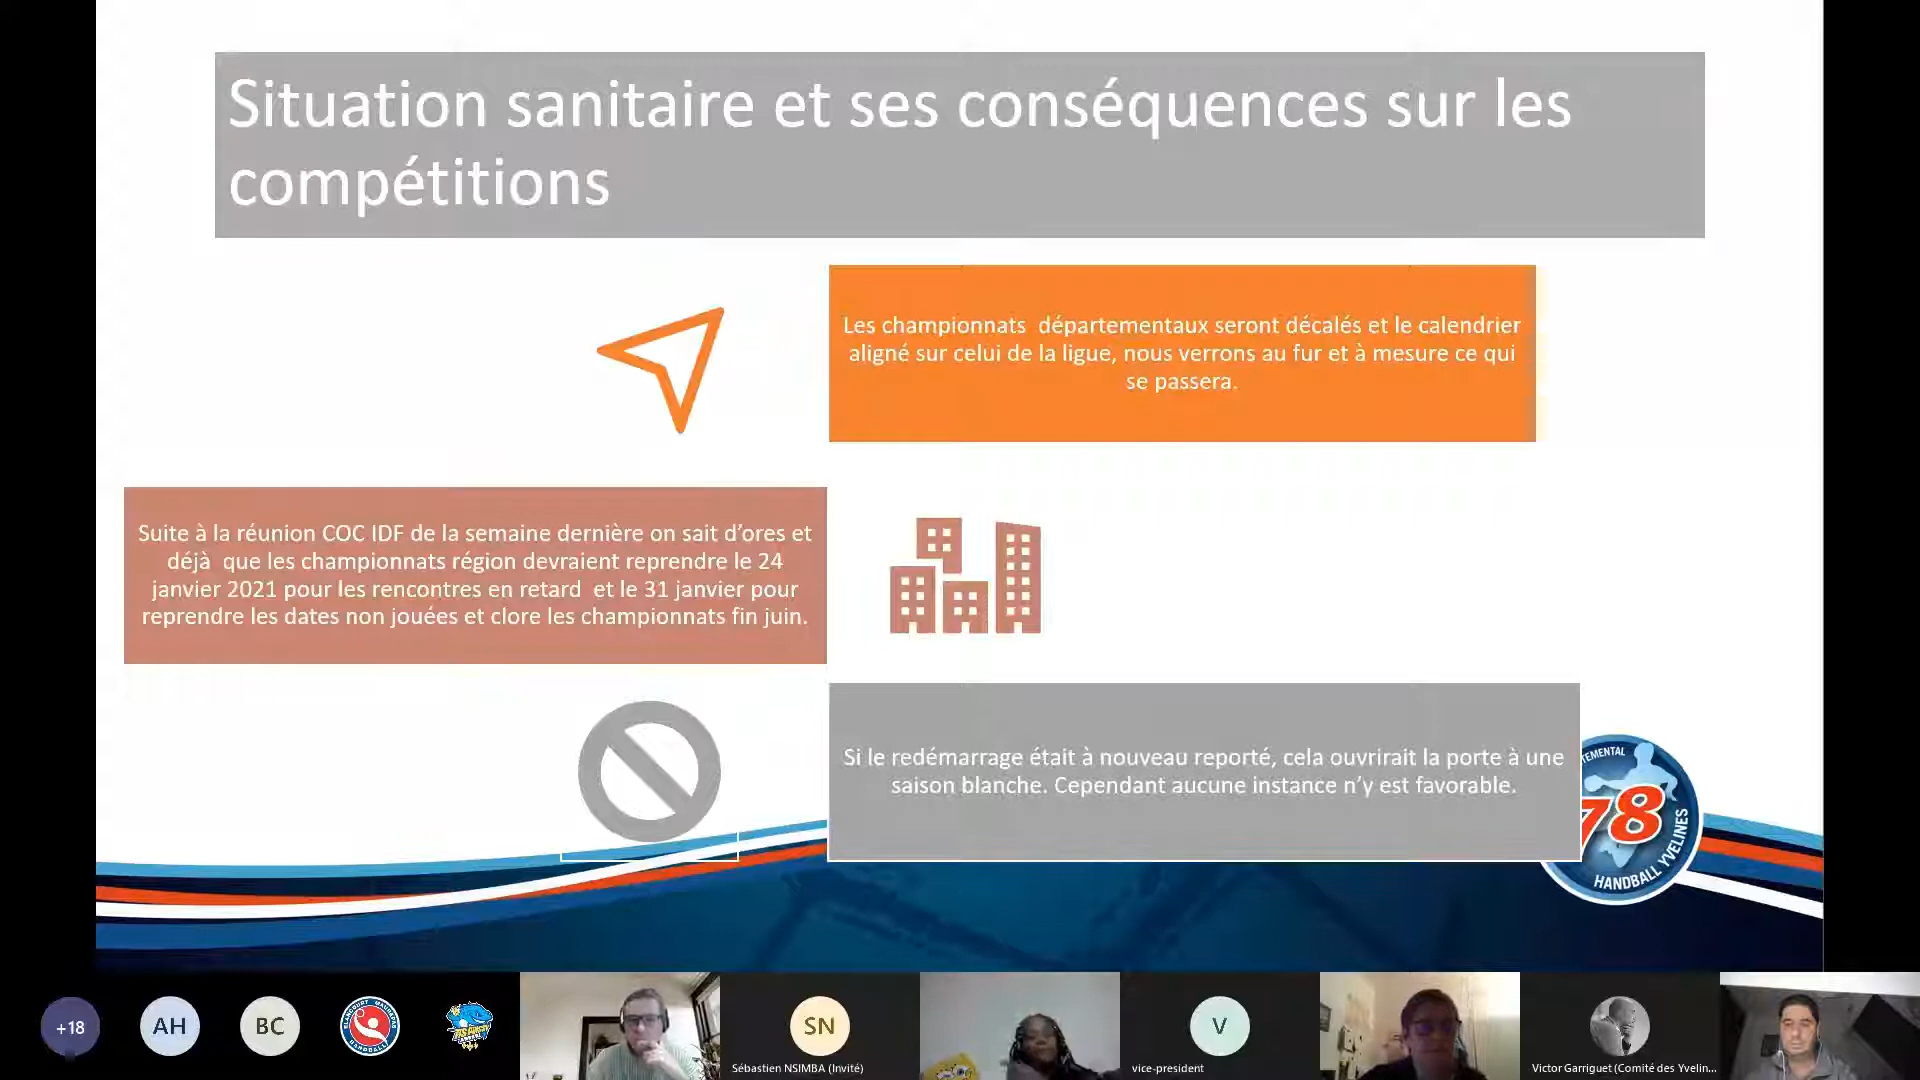 Situation sanitaire et ses conséquences sur les
compétitions
Les championnats  départementaux seront décalés et le calendrier
aligné sur celui de la ligue, nous verrons au fur et à mesure ce qui
se passera.
Suite à la réunion COC IDF de la semaine dernière on sait d’ores et
déjà  que les championnats région devraient reprendre le 24
janvier 2021 pour les rencontres en retard  et le 31 janvier pour
reprendre les dates non jouées et clore les championnats fin juin.
Si le redémarrage était à nouveau reporté, cela ouvrirait la porte à une
saison blanche. Cependant aucune instance n’y est favorable.
TEMENTAL
78
HANDBALL YVELINES
+18
AH
BC
HANDBALL
SN
Sébastien NSIMBA (Invité)
V
vice-president
Victor Garriguet (Comité des Yvelin...